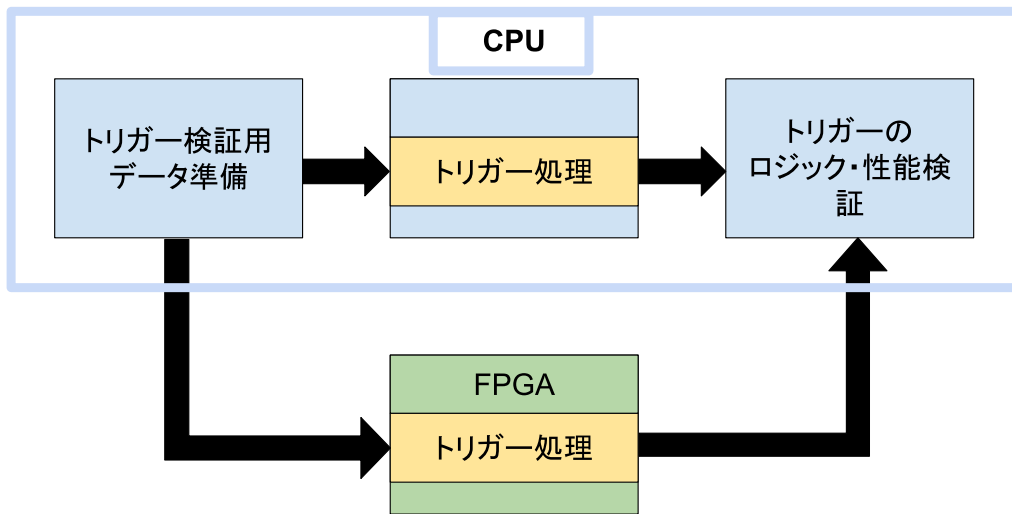 CPU
トリガー検証用
データ準備
トリガー処理
トリガーの
ロジック・性能検
証
FPGA
トリガー処理